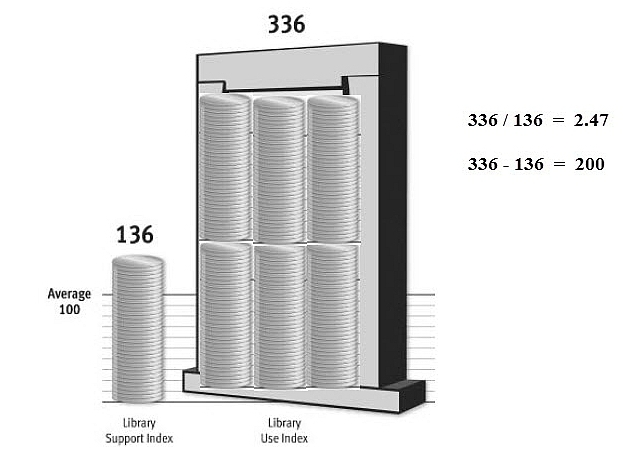 336
336 / 136 = 2.47
336 - 136 = 200
136
Average
100
Library
Support Index
Library
Use Index